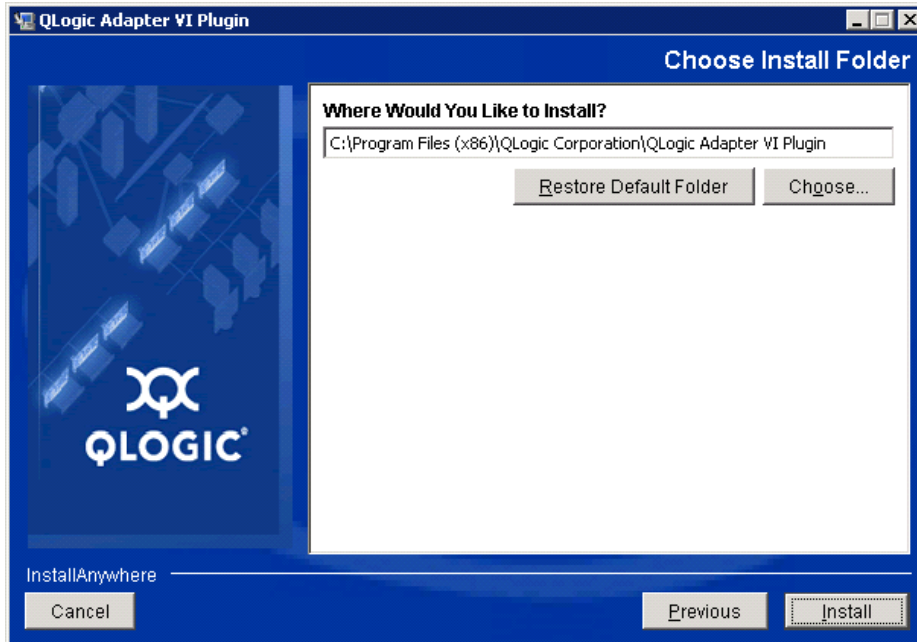 QLogic Adapter VI Plugin
Choose Install Folder
Where Would You Like to Install?
C:\Program Files (x86)\QLogic Corporation\QLogic Adapter VI Plugin
Restore Default Folder
Choose...
QLOGIC®
InstallAnywhere
Cancel
Previous
Install